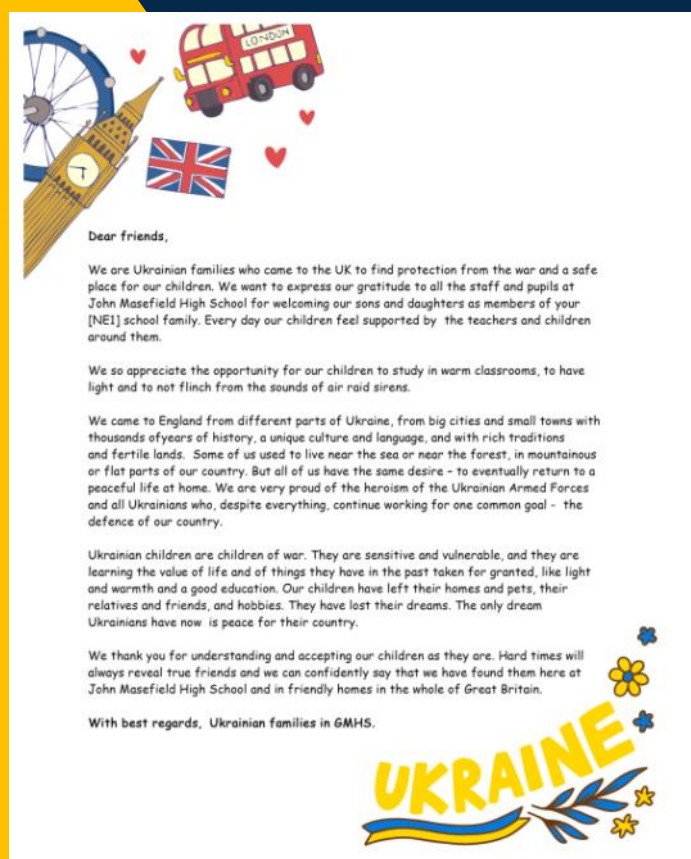 LONDON
Dear friends,
We are Ukrainian families who came to the UK to find protection from the war and a safe
place for our children. We want to express our gratitude to all the staff and pupils at
John Masefield High School for welcoming our sons and daughters as members of your
[NE1] school family. Every day our children feel supported by the teachers and children
around them.
We so appreciate the opportunity for our children to study in warm classrooms, to have
light and to not flinch from the sounds of air raid sirens.
We came to England from different parts of Ukraine, from big cities and small towns with
thousands ofyears of history, a unique culture and language, and with rich traditions
and fertile lands. Some of us used to live near the sea or near the forest, in mountainous
or flat parts of our country. But all of us have the same desire – to eventually return to a
peaceful life at home. We are very proud of the heroism of the Ukrainian Armed Forces
and all Ukrainians who, despite everything, continue working for one common goal - the
defence of our country.
Ukrainian children are children of war. They are sensitive and vulnerable, and they are
learning the value of life and of things they have in the past taken for granted, like light
and warmth and a good education. Our children have left their homes and pets, their
relatives and friends, and hobbies. They have lost their dreams. The only dream
Ukrainians have now is peace for their country.
We thank you for understanding and accepting our children as they are. Hard times will
always reveal true friends and we can confidently say that we have found them here at
John Masefield High School and in friendly homes in the whole of Great Britain.
With best regards, Ukrainian families in GMHS.
UKRAINE